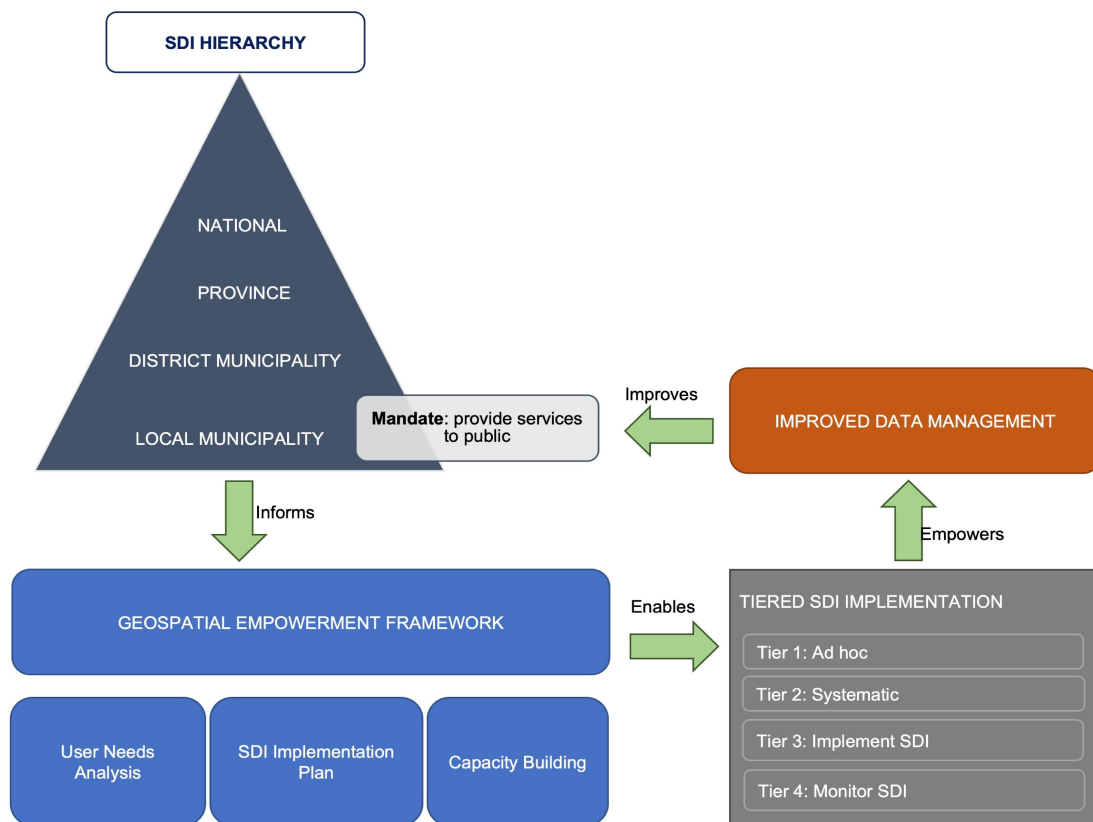 SDI HIERARCHY
NATIONAL
PROVINCE
DISTRICT MUNICIPALITY
LOCAL MUNICIPALITY
Mandate: provide services
to public
Improves
IMPROVED DATA MANAGEMENT
Informs
Empowers
GEOSPATIAL EMPOWERMENT FRAMEWORK
Enables
TIERED SDI IMPLEMENTATION
Tier 1: Ad hoc
Tier 2: Systematic
Tier 3: Implement SDI
Tier 4: Monitor SDI
User Needs
Analysis
SDI Implementation
Plan
Capacity Building